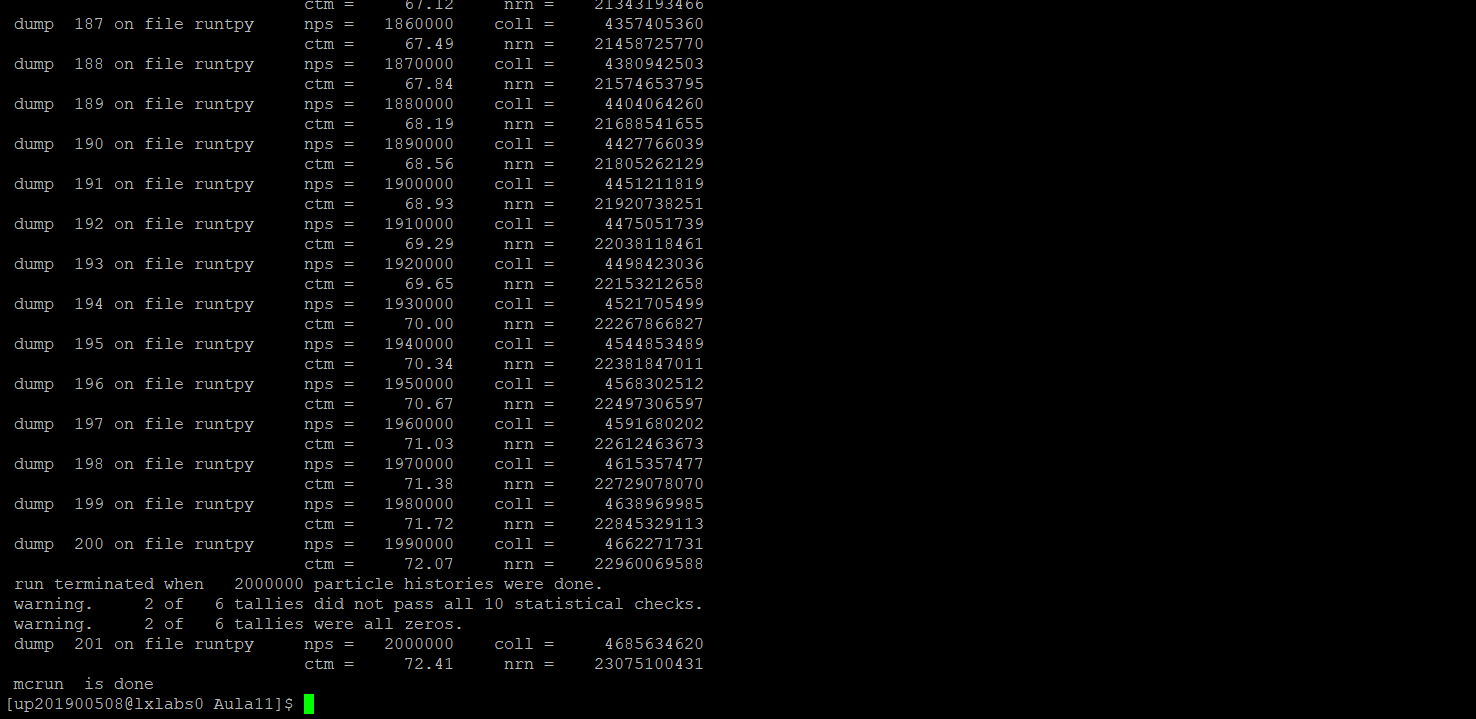 ctm = 67.12 nrn = 21343193466
dump 187 on file runtpy nps = 1860000 coll = 4357405360
ctm = 67.49 nrn = 21458725770
dump 188 on file runtpy nps = 1870000 coll = 4380942503
ctm = 67.84 nrn = 21574653795
dump 189 on file runtpy nps = 1880000 coll = 4404064260
ctm = 68.19 nrn = 21688541655
dump 190 on file runtpy nps = 1890000 coll = 4427766039
ctm = 68.56 nrn = 21805262129
dump 191 on file runtpy nps = 1900000 coll = 4451211819
ctm = 68.93 nrn = 21920738251
dump 192 on file runtpy nps = 1910000 coll = 4475051739
ctm = 69.29 nrn = 22038118461
dump 193 on file runtpy nps = 1920000 coll = 4498423036
ctm = 69.65 nrn = 22153212658
dump 194 on file runtpy nps = 1930000 coll = 4521705499
ctm = 70.00 nrn = 22267866827
dump 195 on file runtpy nps = 1940000 coll = 4544853489
ctm = 70.34 nrn = 22381847011
dump 196 on file runtpy nps = 1950000 coll = 4568302512
ctm = 70.67 nrn = 22497306597
dump 197 on file runtpy nps = 1960000 coll = 4591680202
ctm = 71.03 nrn = 22612463673
dump 198 on file runtpy nps = 1970000 coll = 4615357477
ctm = 71.38 nrn = 22729078070
dump 199 on file runtpy nps = 1980000 coll = 4638969985
ctm = 71.72 nrn = 22845329113
dump 200 on file runtpy nps = 1990000 coll = 4662271731
ctm = 72.07 nrn = 22960069588
run terminated when 2000000 particle histories were done.
warning. 2 of 6 tallies did not pass all 10 statistical checks.
warning. 2 of 6 tallies were all zeros.
dump 201 on file runtpy nps = 2000000 coll = 4685634620
ctm = 72.41 nrn = 23075100431
mcrun is done
[up201900508@lxlabs0 Aula11]$